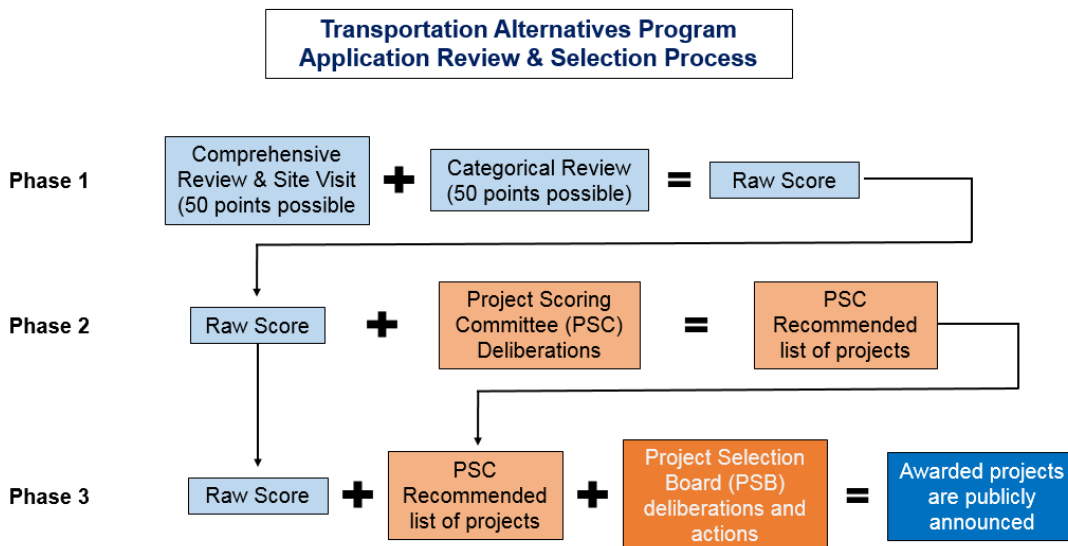 Transportation Alternatives Program
Application Review & Selection Process
Phase 1
Comprehensive
Review & Site Visit
(50 points possible
+
Categorical Review
(50 points possible)
=
Raw Score
Phase 2
Raw Score
+
Project Scoring
Committee (PSC)
Deliberations
=
PSC
Recommended
list of projects
Phase 3
Raw Score
+
PSC
Recommended
list of projects
+
Project Selection
Board (PSB)
deliberations and
actions
=
Awarded projects
are publicly
announced